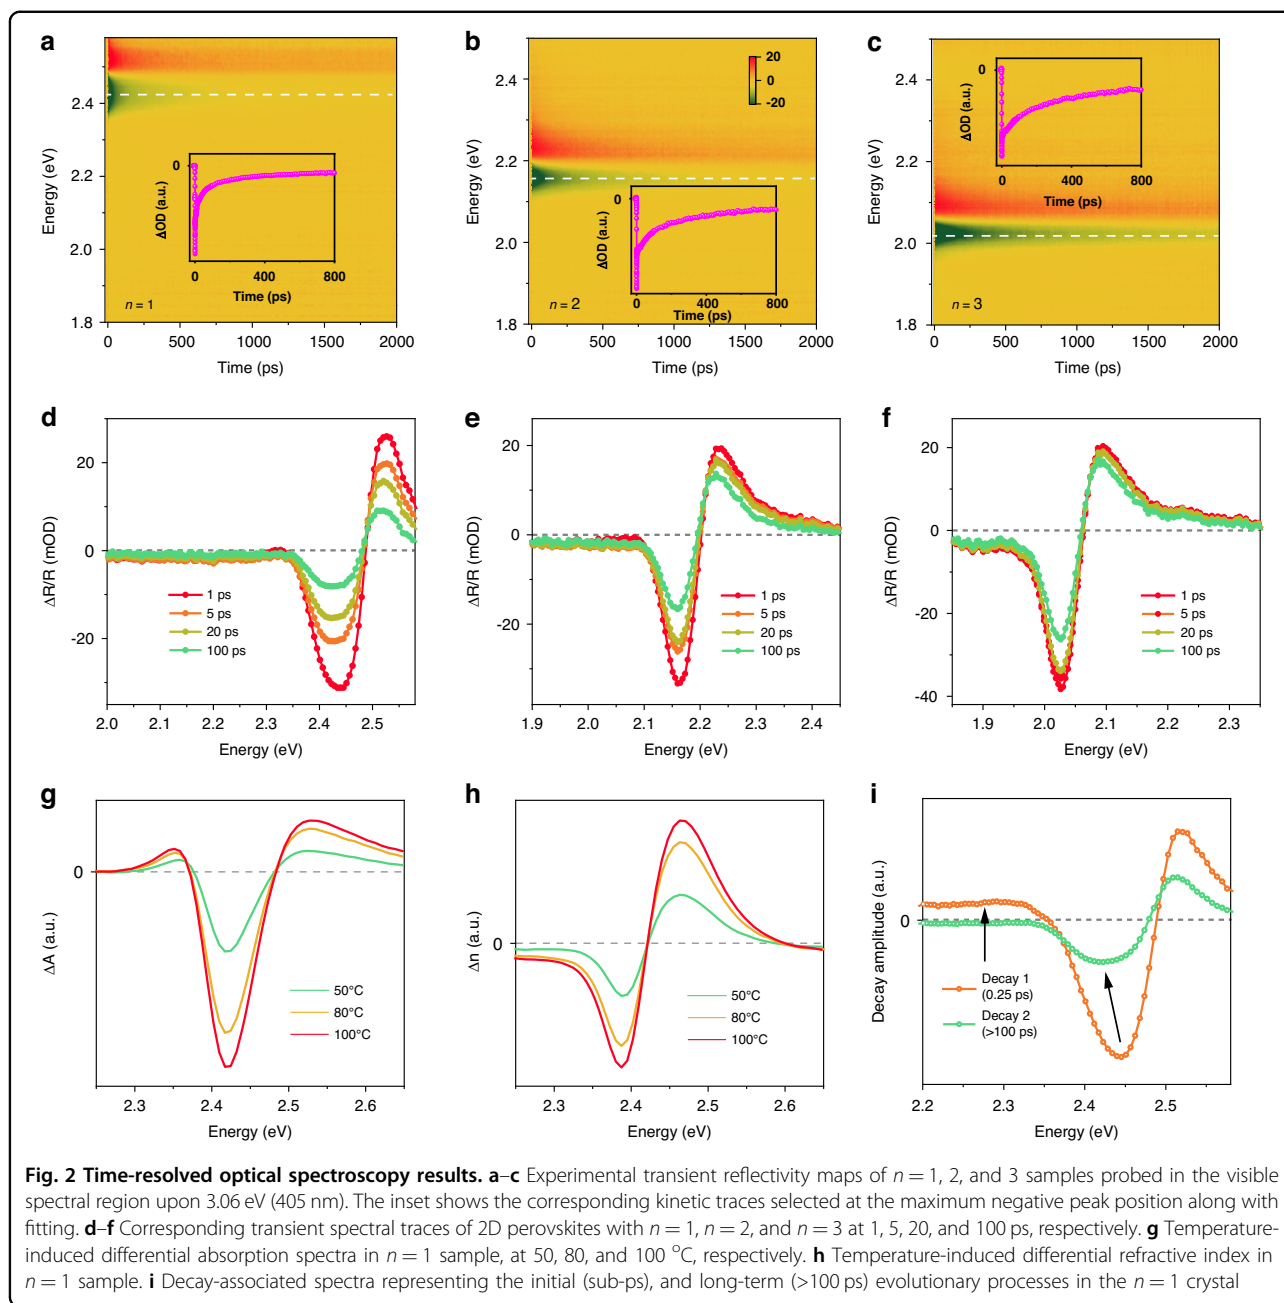 a
2.4
2.2
2.0
1.8
Energy (eV)
0
ΔOD (a.u.)
0
400
800
Time (ps)
n = 1
0
500
1000
1500
2000
Time (ps)
b
2.4
2.2
2.0
1.8
Energy (eV)
20
0
-20
0
ΔOD (a.u.)
0
400
800
Time (ps)
n = 2
0
500
1000
1500
2000
Time (ps)
c
2.6
2.4
2.2
2.0
1.8
Energy (eV)
0
ΔOD (a.u.)
0
400
800
Time (ps)
n = 3
0
500
1000
1500
2000
Time (ps)
d
20
0
-20
ΔR/R (mOD)
1 ps
5 ps
20 ps
100 ps
2.0
2.1
2.2
2.3
2.4
2.5
Energy (eV)
e
20
0
-20
ΔR/R (mOD)
1 ps
5 ps
20 ps
100 ps
1.9
2.0
2.1
2.2
2.3
2.4
Energy (eV)
f
20
0
-20
-40
ΔR/R (mOD)
1 ps
5 ps
20 ps
100 ps
1.9
2.0
2.1
2.2
2.3
Energy (eV)
g
0
ΔA (a.u.)
50°C
80°C
100°C
2.3
2.4
2.5
2.6
Energy (eV)
h
0
Δn (a.u.)
50°C
80°C
100°C
2.3
2.4
2.5
2.6
Energy (eV)
i
0
Decay amplitude (a.u.)
Decay 1
(0.25 ps)
Decay 2
(>100 ps)
2.2
2.3
2.4
2.5
Energy (eV)
Fig. 2 Time-resolved optical spectroscopy results. a–c Experimental transient reflectivity maps of n = 1, 2, and 3 samples probed in the visible
spectral region upon 3.06 eV (405 nm). The inset shows the corresponding kinetic traces selected at the maximum negative peak position along with
fitting. d–f Corresponding transient spectral traces of 2D perovskites with n = 1, n = 2, and n = 3 at 1, 5, 20, and 100 ps, respectively. g Temperature-
induced differential absorption spectra in n = 1 sample, at 50, 80, and 100 °C, respectively. h Temperature-induced differential refractive index in
n = 1 sample. i Decay-associated spectra representing the initial (sub-ps), and long-term (>100 ps) evolutionary processes in the n = 1 crystal